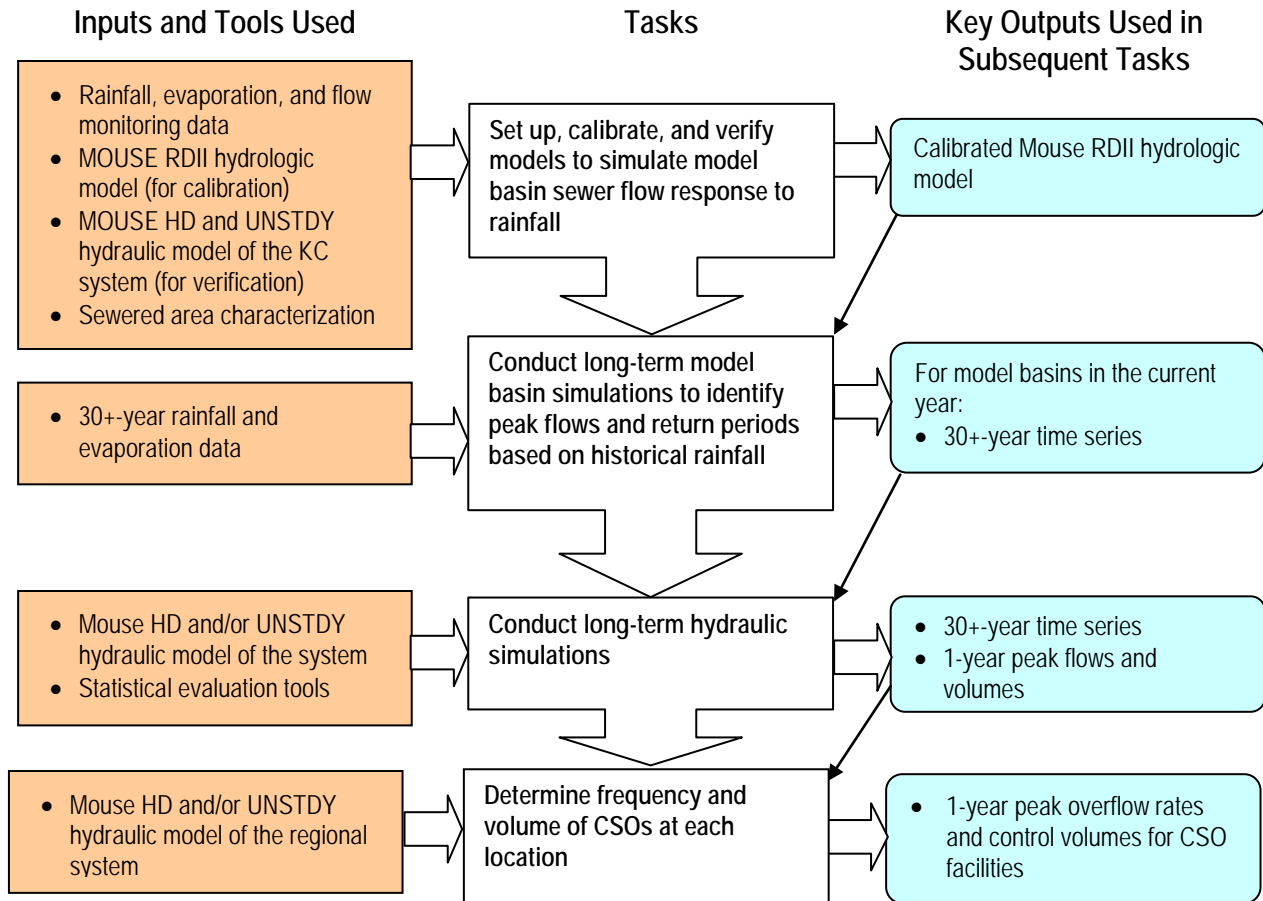 Inputs and Tools Used
Tasks
Key Outputs Used in
Subsequent Tasks
• Rainfall, evaporation, and flow
monitoring data
• MOUSE RDII hydrologic
model (for calibration)
• MOUSE HD and UNSTDY
hydraulic model of the KC
system (for verification)
• Sewered area characterization
Set up, calibrate, and verify
models to simulate model
basin sewer flow response to
rainfall
Calibrated Mouse RDII hydrologic
model
• 30+-year rainfall and
evaporation data
Conduct long-term model
basin simulations to identify
peak flows and return periods
based on historical rainfall
For model basins in the current
year:
• 30+-year time series
• Mouse HD and/or UNSTDY
hydraulic model of the system
• Statistical evaluation tools
Conduct long-term hydraulic
simulations
• 30+-year time series
• 1-year peak flows and
volumes
• Mouse HD and/or UNSTDY
hydraulic model of the regional
system
Determine frequency and
volume of CSOs at each
location
• 1-year peak overflow rates
and control volumes for CSO
facilities